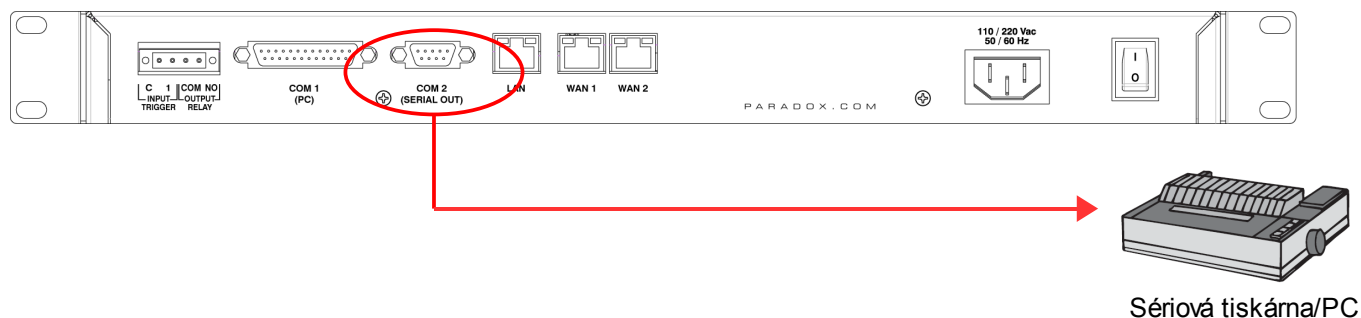 110 / 220 Vac
50 / 60 Hz
I
O
C 1 COM NO
INPUT OUTPUT
TRIGGER RELAY
COM 1
(PC)
COM 2
(SERIAL OUT)
LAN
WAN 1
WAN 2
PARADOX.COM
Sériová tiskárna/PC